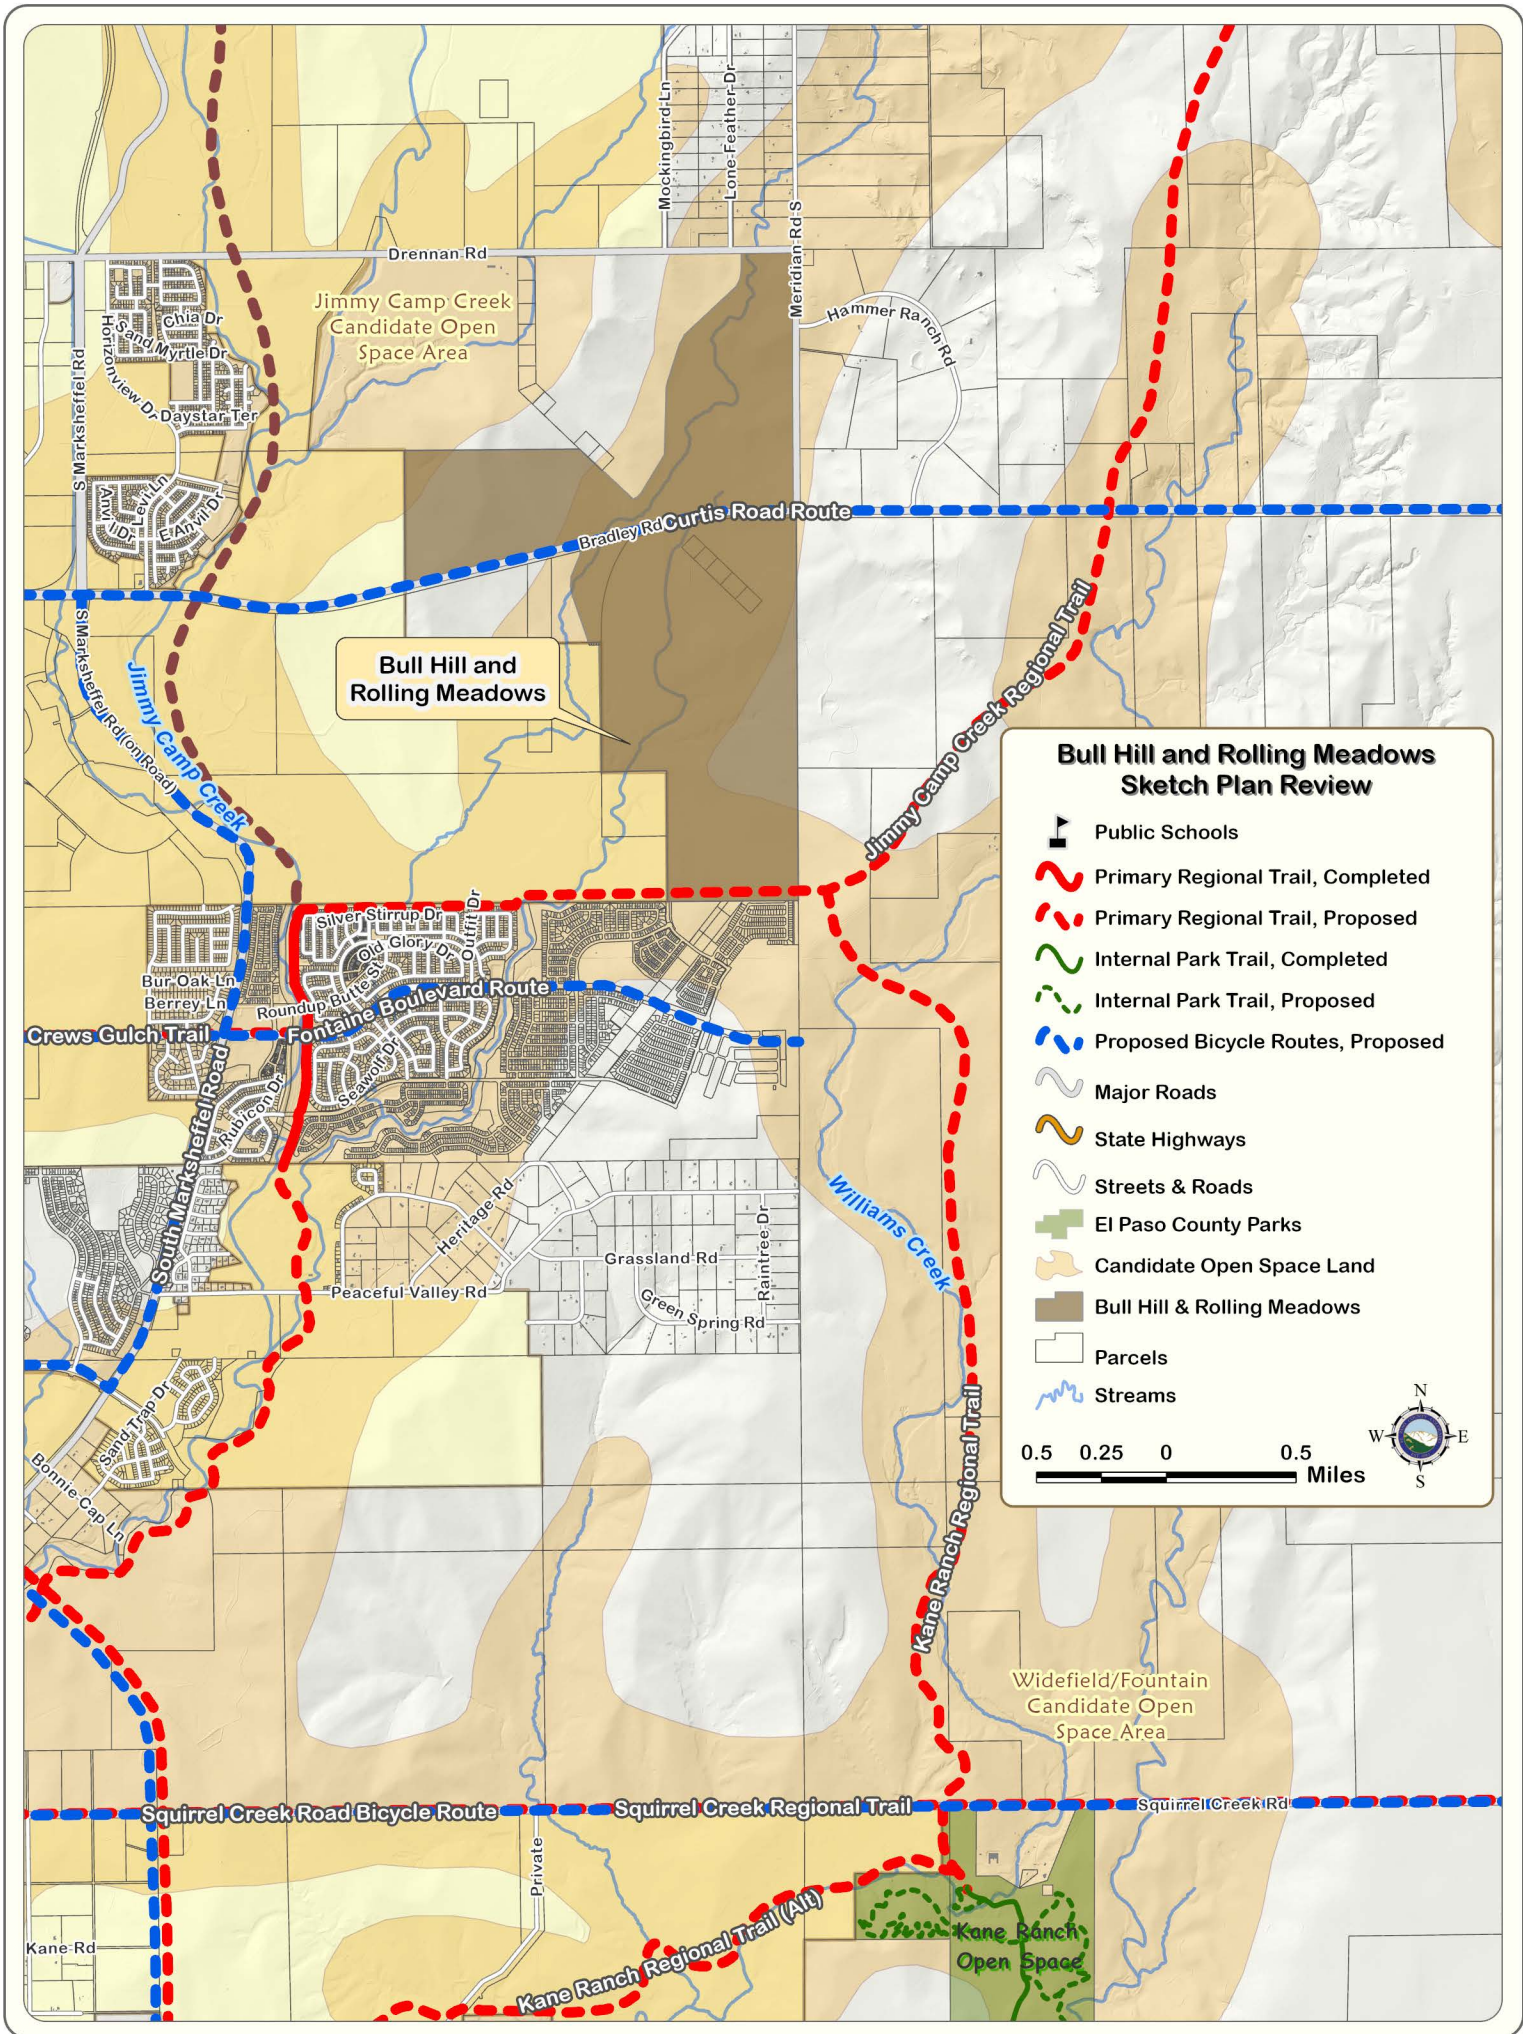 Mockingbird Ln
Lone Feather Dr
Meridian Rd S
Drennan Rd
Jimmy Camp Creek
Candidate Open
Space Area
Hammer Ranch Rd
Chia Dr
Sand Myrtle Dr
Horizonview Dr
Daystar Ter
S Marksheffel Rd
Anvil Dr
Levi Ln
E Anvil Dr
Bradley Rd
Curtis Road Route
S Marksheffel Rd (on Road)
Jimmy Camp Creek
Bull Hill and
Rolling Meadows
Jimmy Camp Creek Regional Trail
Bull Hill and Rolling Meadows
Sketch Plan Review
Public Schools
Primary Regional Trail, Completed
Primary Regional Trail, Proposed
Internal Park Trail, Completed
Internal Park Trail, Proposed
Proposed Bicycle Routes, Proposed
Major Roads
State Highways
Streets & Roads
El Paso County Parks
Candidate Open Space Land
Bull Hill & Rolling Meadows
Parcels
Streams
N
W
E
S
0.5 0.25 0 0.5
Miles
Silver Stirrup Dr
Old Glory Dr
Outfit Dr
Bur Oak Ln
Berrey Ln
Roundup Butte St
Fontaine Boulevard Route
Crews Gulch Trail
Seawolf Dr
Rubicon Dr
South Marksheffel Road
Williams Creek
Heritage Rd
Grassland Rd
Raintree Dr
Peaceful Valley Rd
Green Spring Rd
Sand Trap Dr
Bonnie Cap Ln
Kane Ranch Regional Trail
Widefield/Fountain
Candidate Open
Space Area
Squirrel Creek Road Bicycle Route
Squirrel Creek Regional Trail
Squirrel Creek Rd
Private
Kane Ranch Regional Trail (Alt)
Kane Ranch
Open Space
Kane Rd